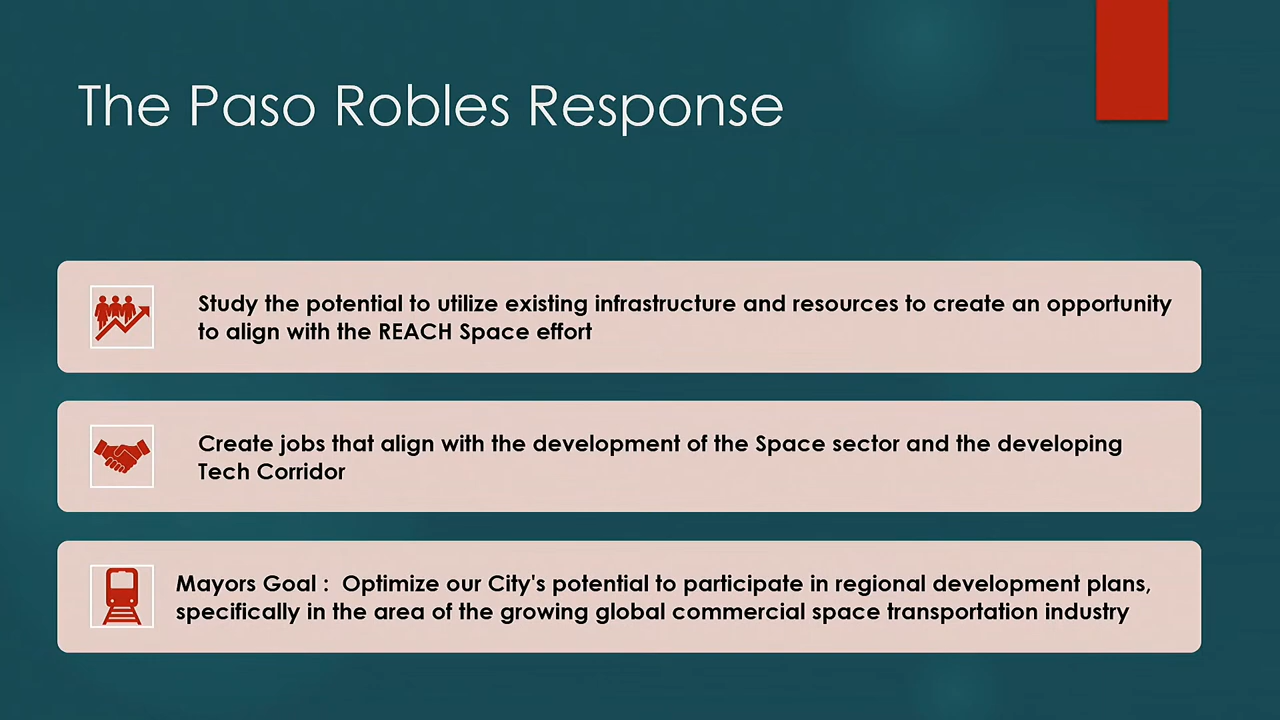 The Paso Robles Response
Study the potential to utilize existing infrastructure and resources to create an opportunity
to align with the REACH Space effort
Create jobs that align with the development of the Space sector and the developing
Tech Corridor
Mayors Goal :  Optimize our City's potential to participate in regional development plans,
specifically in the area of the growing global commercial space transportation industry